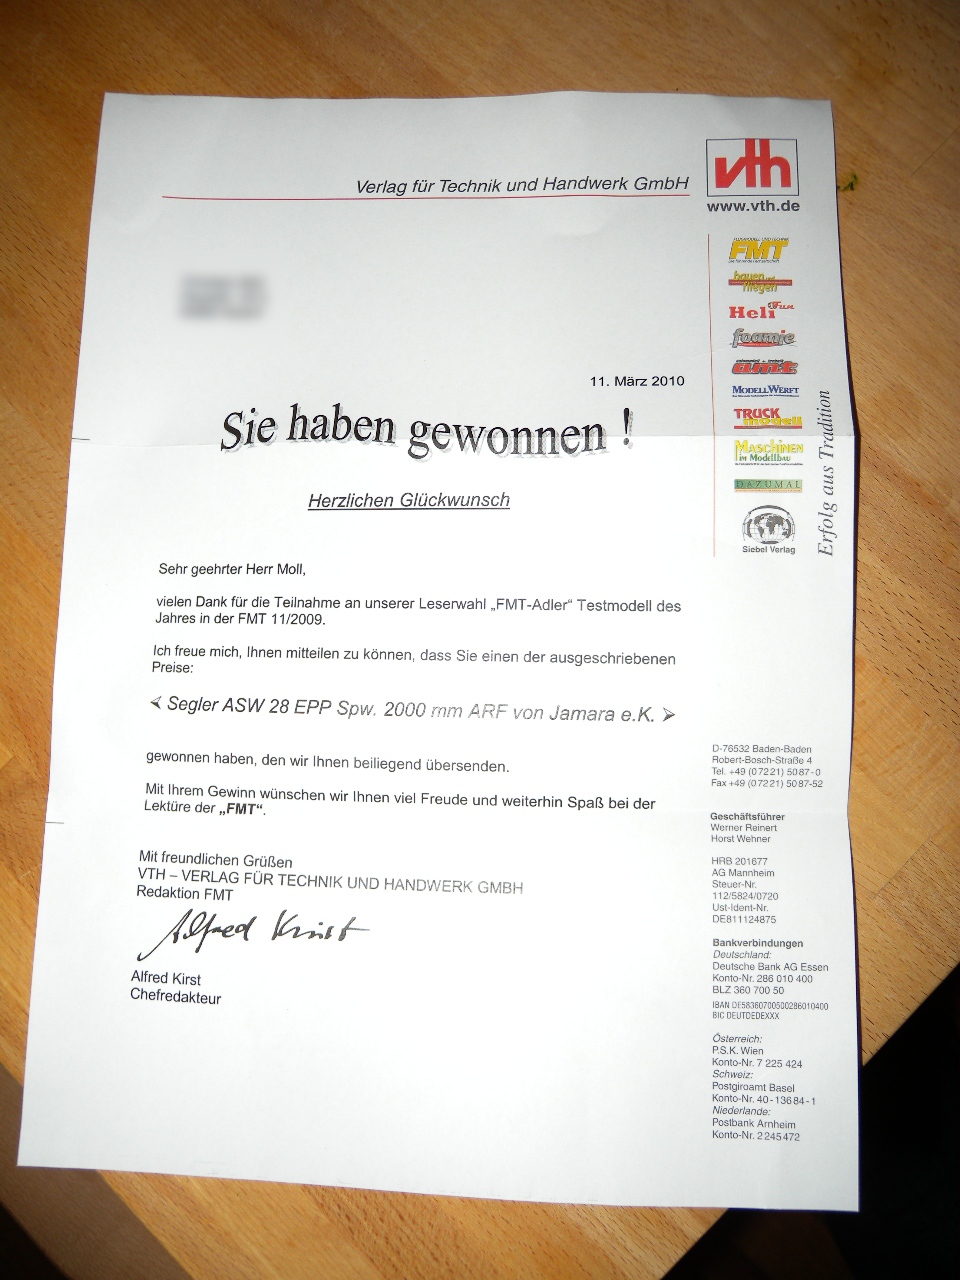 Verlag für Technik und Handwerk GmbH
vth
www.vth.de
FMT
bauen und fliegen
Heli Fun
foamie
amt
MODELLWERFT
TRUCK
modell
MASCHINEN
IM Modellbau
DAZUMAL
Siebel Verlag
Erfolg aus Tradition
11. März 2010
Sie haben gewonnen !
Herzlichen Glückwunsch
Sehr geehrter Herr Moll,
vielen Dank für die Teilnahme an unserer Leserwahl „FMT-Adler“ Testmodell des
Jahres in der FMT 11/2009.
Ich freue mich, Ihnen mitteilen zu können, dass Sie einen der ausgeschriebenen
Preise:
Segler ASW 28 EPP Spw. 2000 mm ARF von Jamara e.K.
gewonnen haben, den wir Ihnen beiliegend übersenden.
Mit Ihrem Gewinn wünschen wir Ihnen viel Freude und weiterhin Spaß bei der
Lektüre der „FMT“.
Mit freundlichen Grüßen
VTH – VERLAG FÜR TECHNIK UND HANDWERK GMBH
Redaktion FMT
Alfred Kirst
Alfred Kirst
Chefredakteur
D-76532 Baden-Baden
Robert-Bosch-Straße 4
Tel. +49 (07221) 5087-0
Fax +49 (07221) 5087-52
Geschäftsführer
Werner Reinert
Horst Wehner
HRB 201677
AG Mannheim
Steuer-Nr.
112/5824/0720
Ust-Ident-Nr.
DE811124875
Bankverbindungen
Deutschland:
Deutsche Bank AG Essen
Konto-Nr. 286 010 400
BLZ 360 700 50
IBAN DE58360700500286010400
BIC DEUTDEDEXXX
Österreich:
P.S.K. Wien
Konto-Nr. 7 225 424
Schweiz:
Postgiroamt Basel
Konto-Nr. 40-13684-1
Niederlande:
Postbank Arnheim
Konto-Nr. 2245472